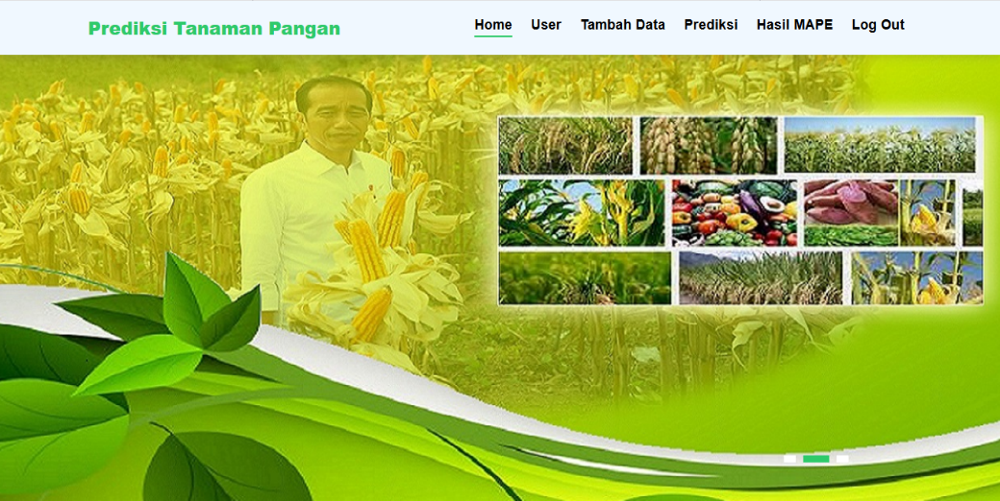 Prediksi Tanaman Pangan
Home User Tambah Data Prediksi Hasil MAPE Log Out